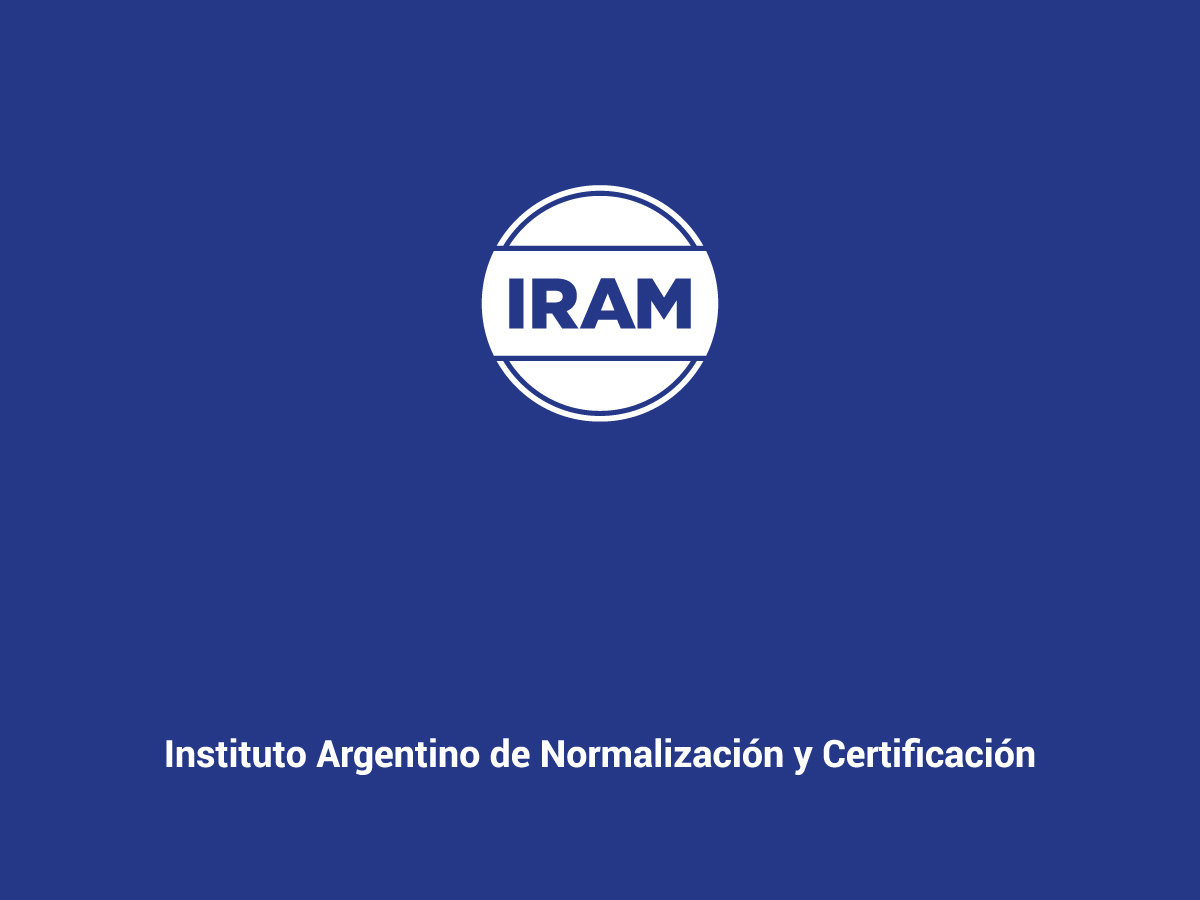 IRAM
Instituto Argentino de Normalización y Certificación